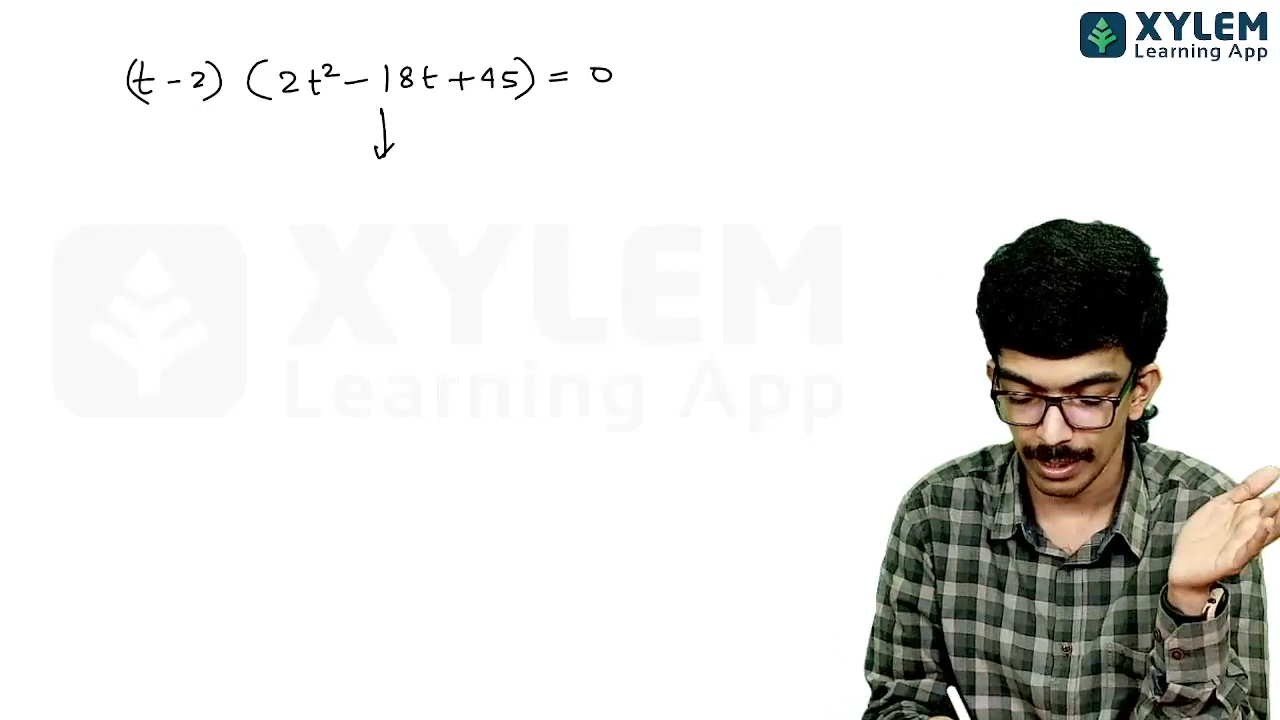 XYLEM
Learning App
(t - 2) (2t² - 18t + 45) = 0
↓
XYLEM
Learning App